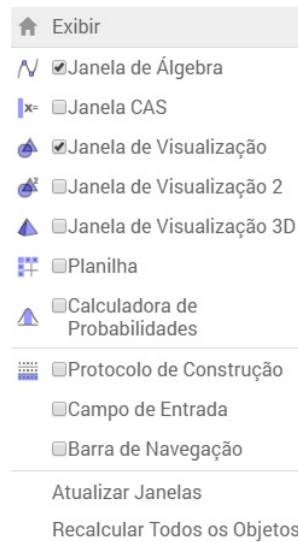 Exibir
Janela de Álgebra
x= Janela CAS
Janela de Visualização
2 Janela de Visualização 2
Janela de Visualização 3D
Planilha
Calculadora de
Probabilidades
Protocolo de Construção
Campo de Entrada
Barra de Navegação
Atualizar Janelas
Recalcular Todos os Objetos